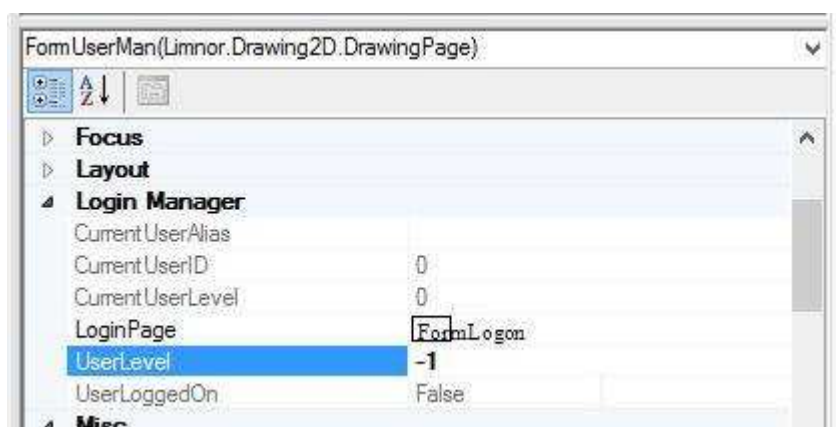 FormUserMan(Limnor.Drawing2D.DrawingPage)
Focus
Layout
Login Manager
CurrentUserAlias
CurrentUserID 0
CurrentUserLevel 0
LoginPage FormLogon
UserLevel -1
UserLoggedOn False
Misc